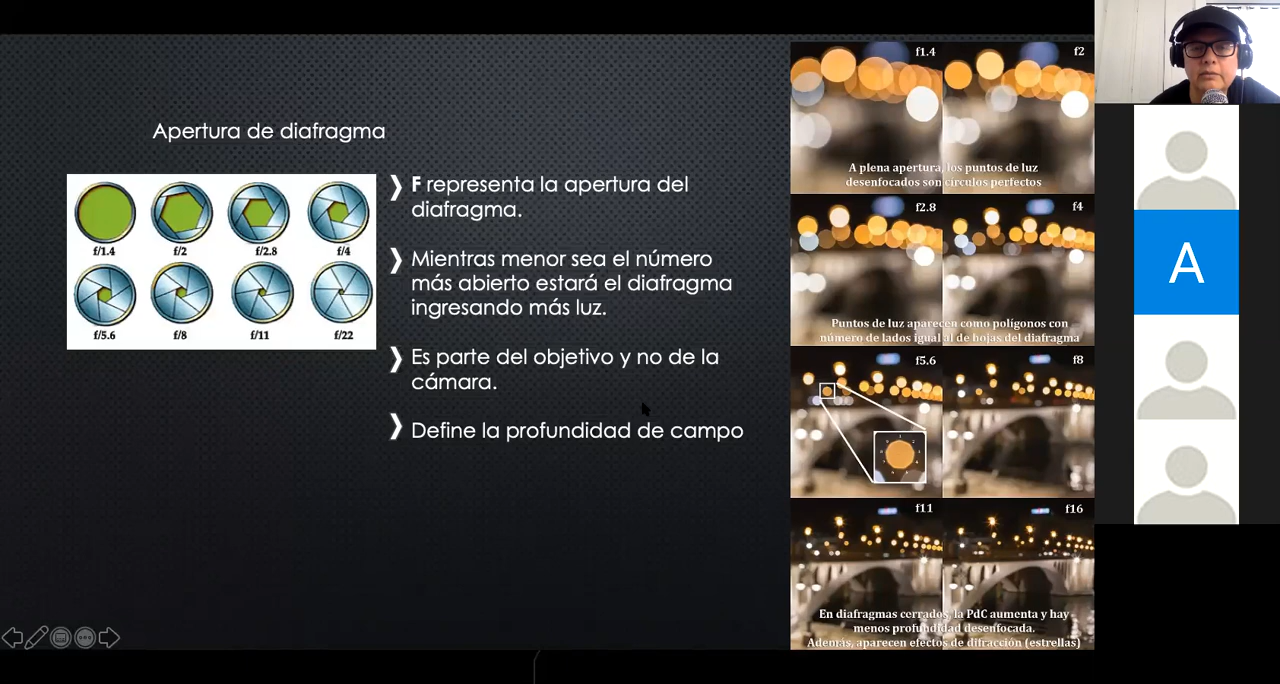 Apertura de diafragma
f/1.4 f/2 f/2.8 f/4
f/5.6 f/8 f/11 f/22
F representa la apertura del
diafragma.
Mientras menor sea el número
más abierto estará el diafragma
ingresando más luz.
Es parte del objetivo y no de la
cámara.
Define la profundidad de campo
f1.4 f2
A plena apertura, los puntos de luz
desenfocados son círculos perfectos
f2.8 f4
Puntos de luz aparecen como polígonos con
número de lados igual al de hojas del diafragma
f5.6 f8
f11 f16
En diafragmas cerrados, la PdC aumenta y hay
menos profundidad desenfocada.
Además, aparecen efectos de difracción (estrellas)
A